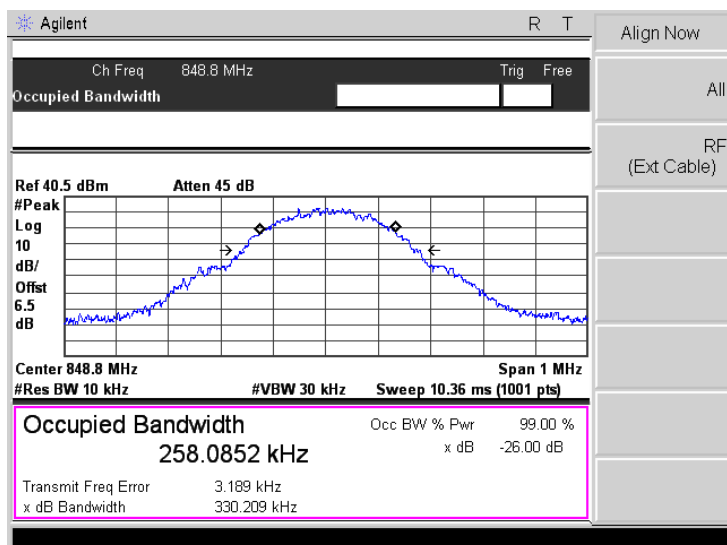 Agilent R T
Align Now
Ch Freq 848.8 MHz Trig Free
Occupied Bandwidth
All
RF
(Ext Cable)
Ref 40.5 dBm Atten 45 dB
#Peak
Log
10
dB/
Offst
6.5
dB
Center 848.8 MHz Span 1 MHz
#Res BW 10 kHz #VBW 30 kHz Sweep 10.36 ms (1001 pts)
Occupied Bandwidth Occ BW % Pwr 99.00 %
258.0852 kHz x dB -26.00 dB
Transmit Freq Error 3.189 kHz
x dB Bandwidth 330.209 kHz